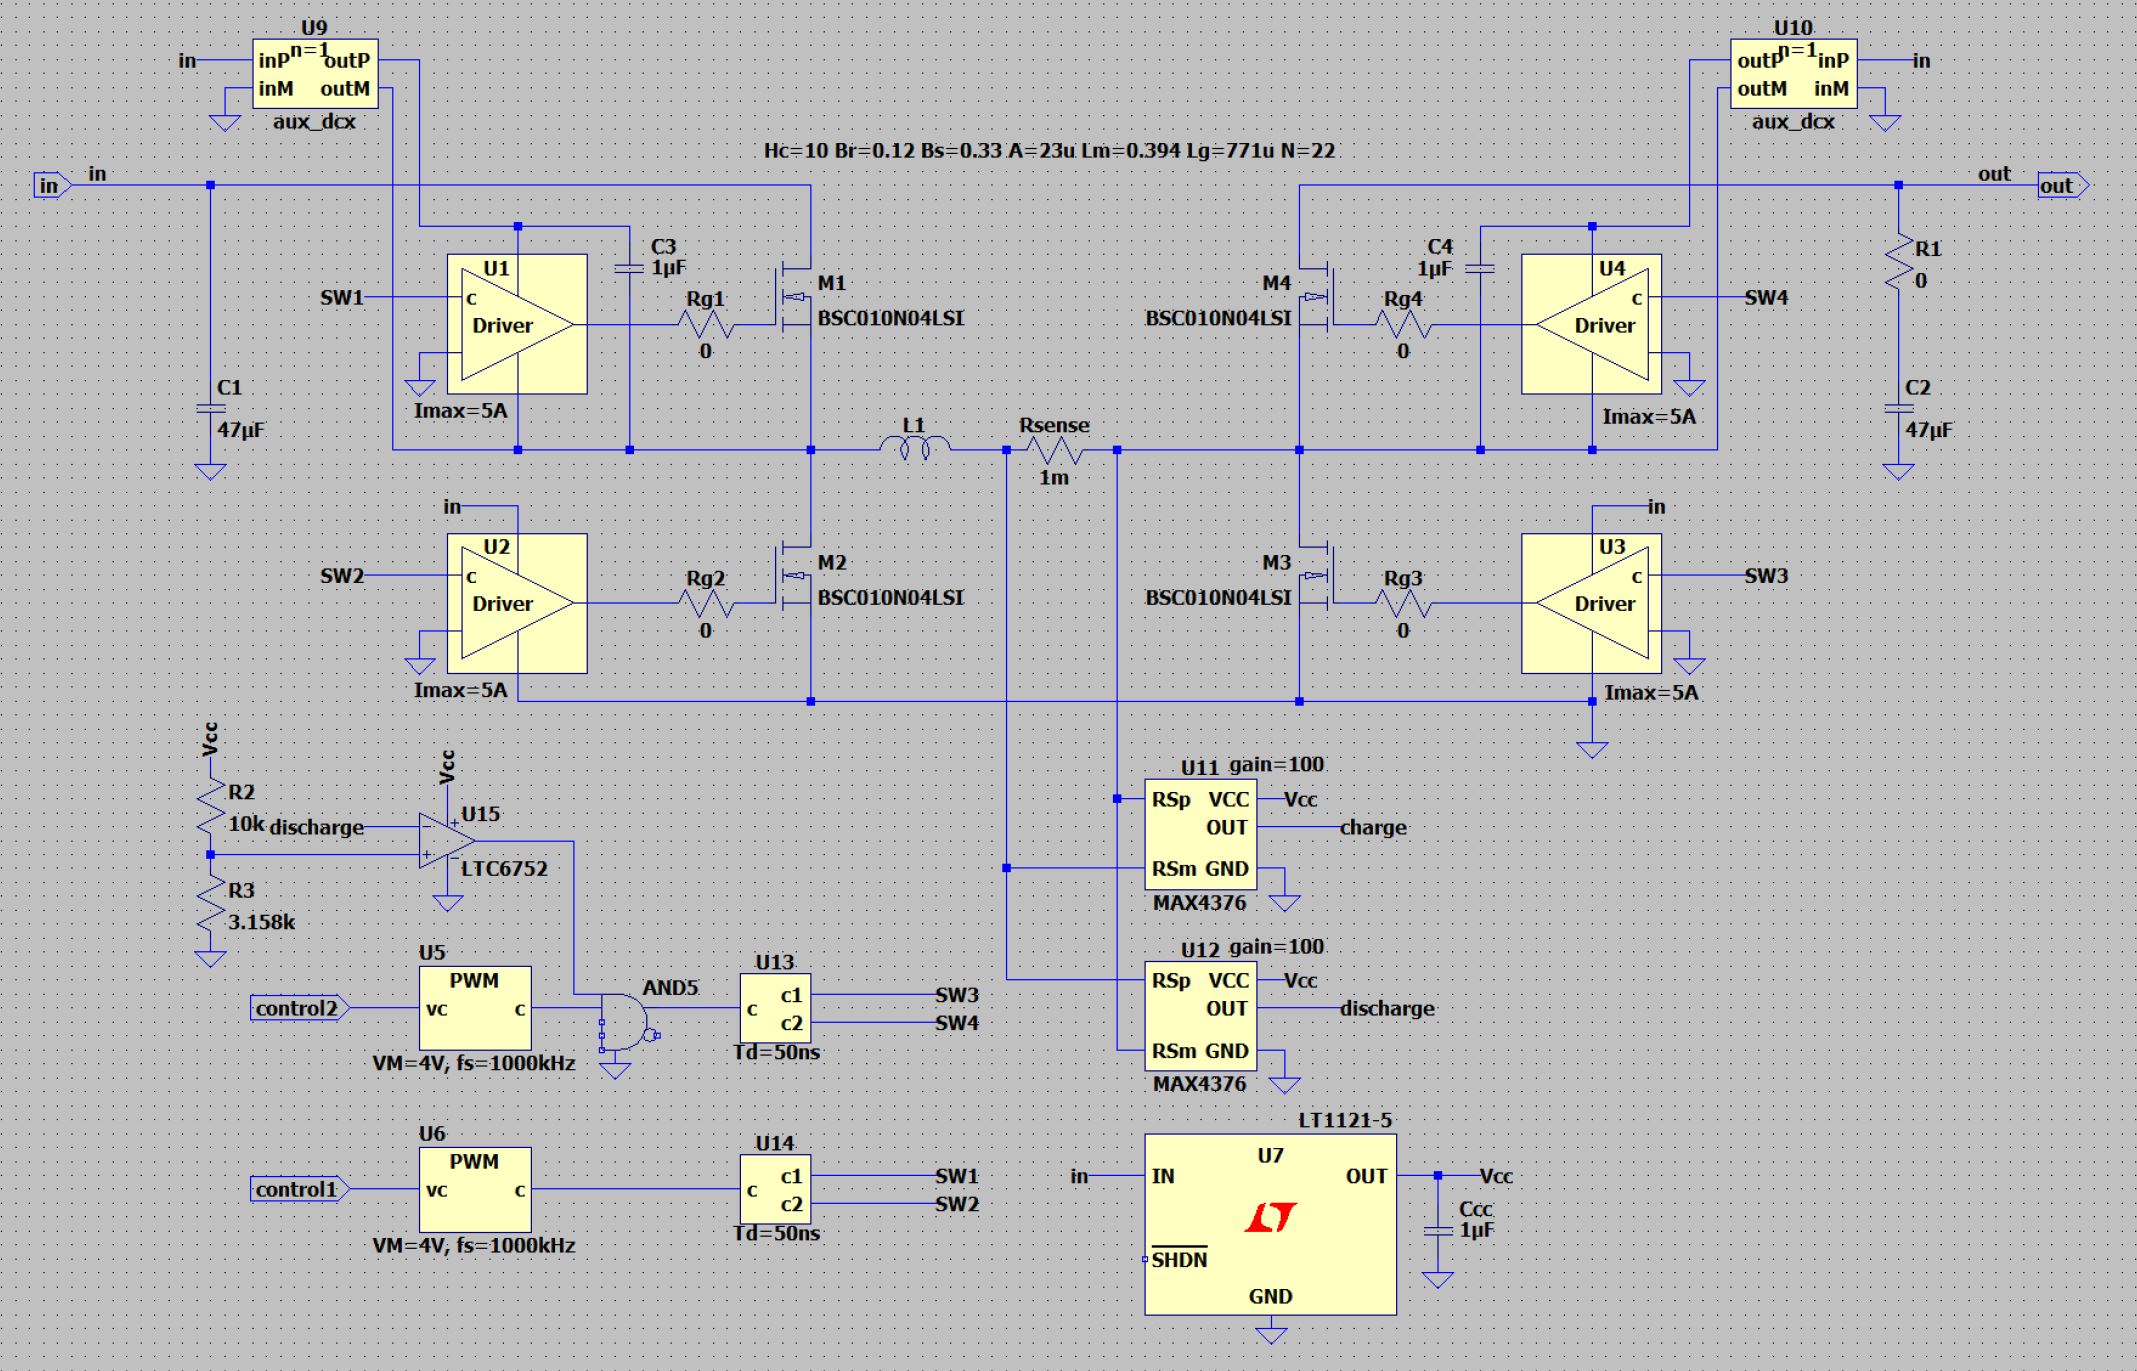 U9
n=1
in
inP
outP
inM
outM
aux_dcx
U10
n=1
outP
inP
in
outM
inM
aux_dcx
Hc=10 Br=0.12 Bs=0.33 A=23u Lm=0.394 Lg=771u N=22
in
in
out
out
C1
47µF
U1
SW1
c
Driver
Imax=5A
C3
1µF
Rg1
0
M1
BSC010N04LSI
M4
BSC010N04LSI
Rg4
0
C4
1µF
U4
c
SW4
Driver
Imax=5A
R1
0
C2
47µF
L1
Rsense
1m
in
U2
SW2
c
Driver
Imax=5A
Rg2
0
M2
BSC010N04LSI
M3
BSC010N04LSI
Rg3
0
in
U3
c
SW3
Driver
Imax=5A
Vcc
R2
10k
discharge
R3
3.158k
Vcc
U15
LTC6752
U11
gain=100
RSp
VCC
Vcc
OUT
charge
RSm
GND
MAX4376
U12
gain=100
RSp
VCC
Vcc
OUT
discharge
RSm
GND
MAX4376
U5
PWM
control2
vc
c
VM=4V, fs=1000kHz
AND5
U13
c
c1
c2
SW3
SW4
Td=50ns
U6
PWM
control1
vc
c
VM=4V, fs=1000kHz
U14
c
c1
c2
SW1
SW2
Td=50ns
LT1121-5
U7
in
IN
OUT
Vcc
SHDN
GND
Ccc
1µF